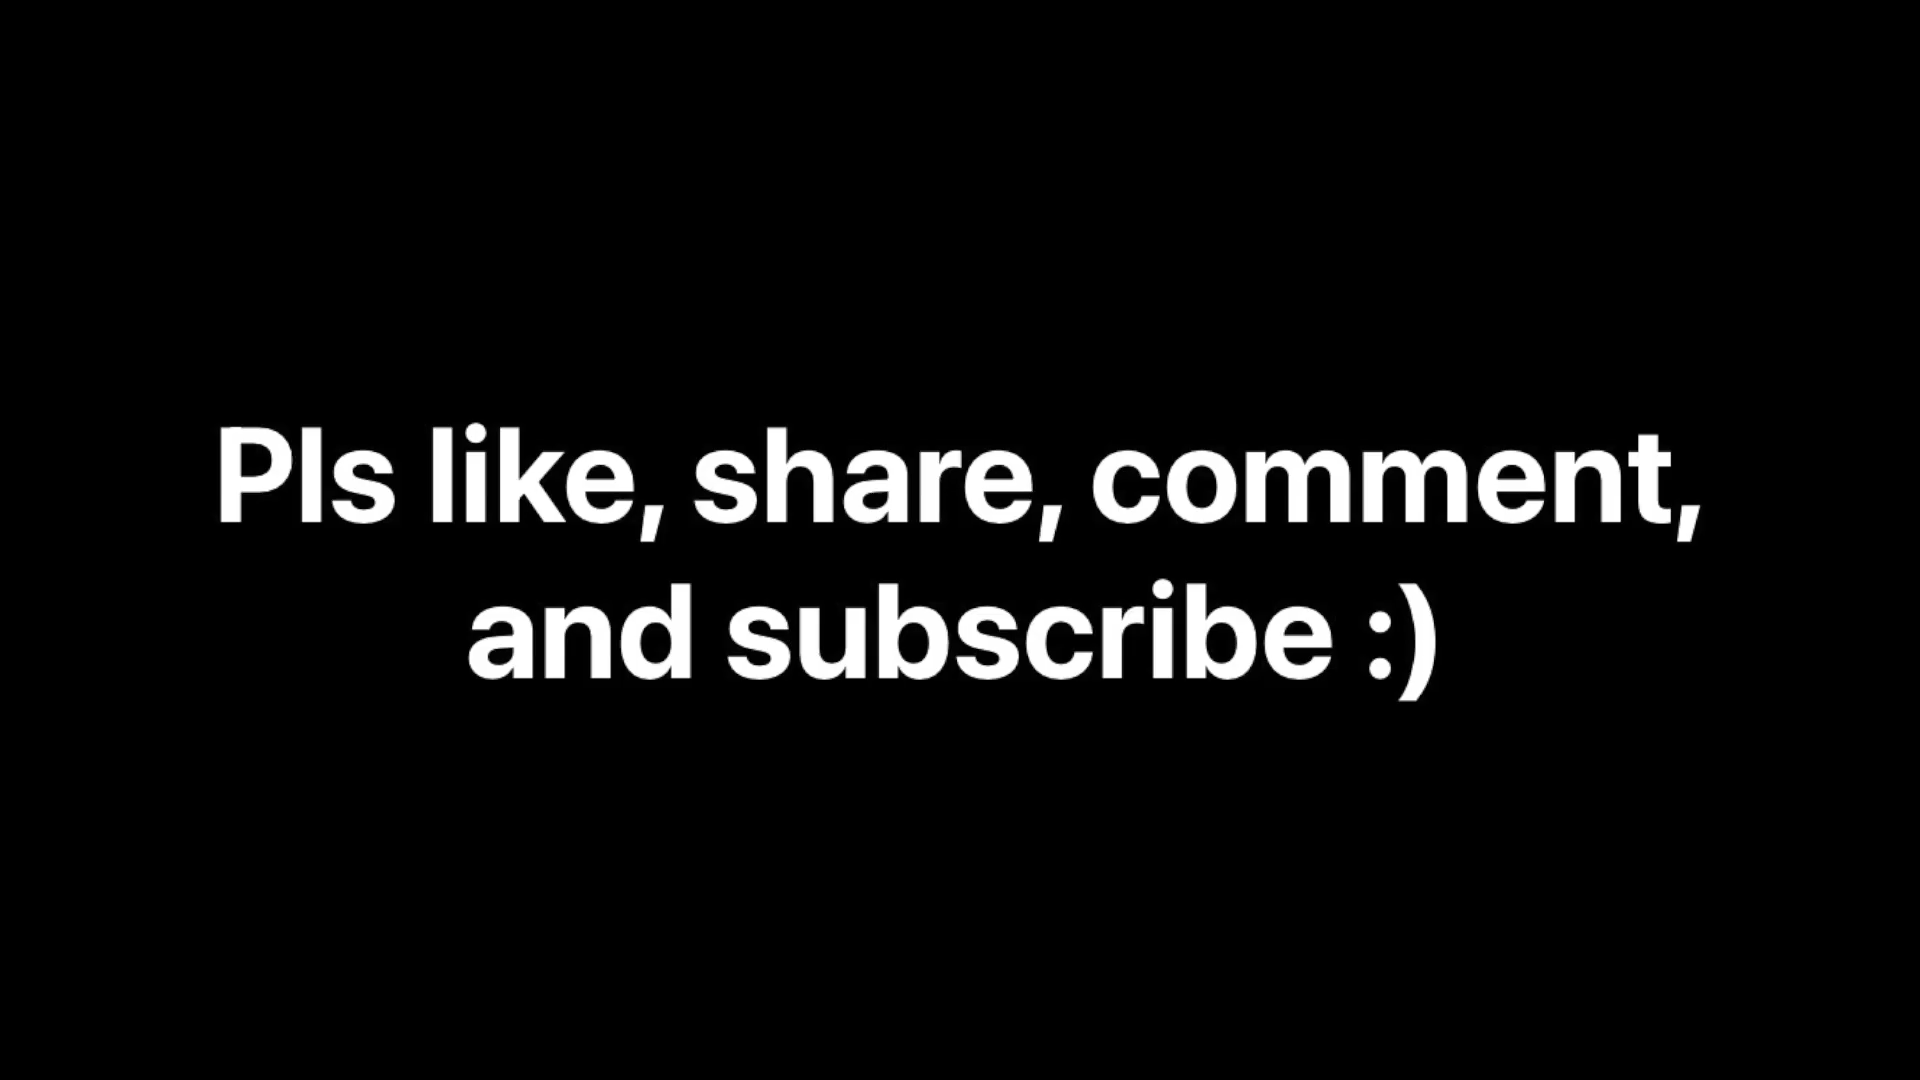 Pls like, share, comment,
and subscribe :)